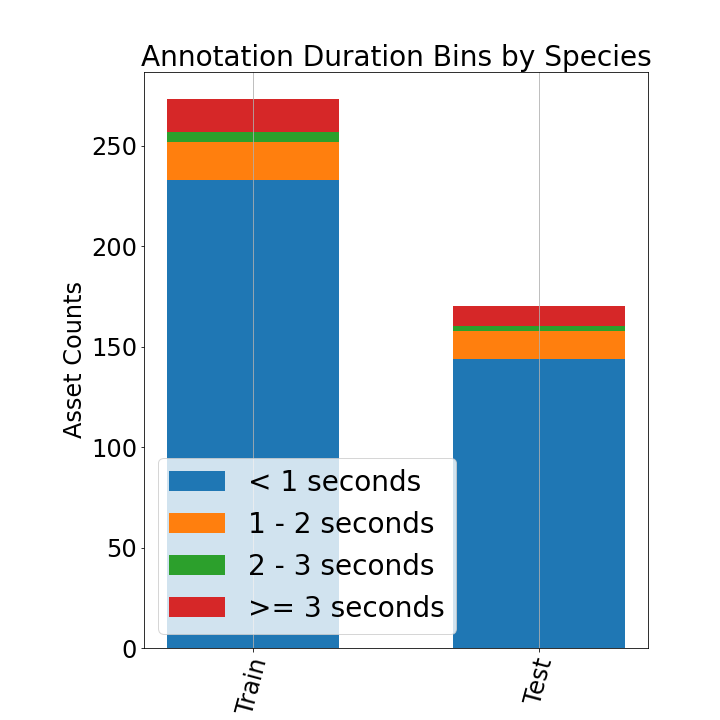 Annotation Duration Bins by Species
Asset Counts
250
200
150
100
50
0
< 1 seconds
1 - 2 seconds
2 - 3 seconds
>= 3 seconds
Train
Test